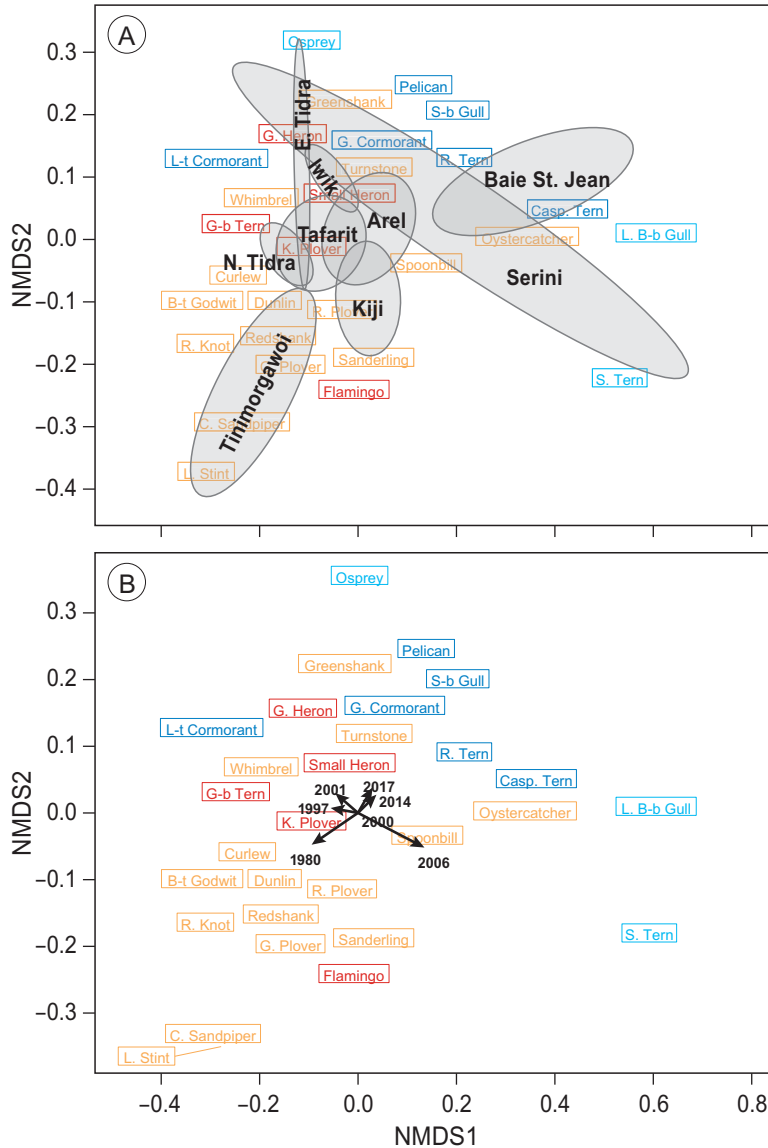 A
Osprey
0.3
E Tidra
Pelican
Greenshank
S-b Gull
0.2
G. Heron
G. Cormorant
L-t Cormorant
R. Tern
Iwik
Turnstone
0.1
Baie St. Jean
Whimbrel
Small Heron
Casp. Tern
G-b Tern
Arel
L. B-b Gull
NMDS2
0.0
Tafarit
Oystercatcher
K. Plover
N. Tidra
Spoonbill
Serini
Curlew
−0.1
B-t Godwit
Dunlin
R. Plover
Kiji
R. Knot
Redshank
−0.2
G. Plover
Sanderling
S. Tern
Flamingo
Tinimorgawoi
−0.3
C. Sandpiper
L. Stint
−0.4
B
Osprey
0.3
Pelican
Greenshank
S-b Gull
0.2
G. Heron
G. Cormorant
L-t Cormorant
Turnstone
0.1
R. Tern
Small Heron
Whimbrel
Casp. Tern
2001
2017
G-b Tern
2014
L. B-b Gull
NMDS2
0.0
1997
Oystercatcher
K. Plover
2000
Spoonbill
Curlew
1980
2006
−0.1
B-t Godwit
Dunlin
R. Plover
Redshank
R. Knot
−0.2
G. Plover
Sanderling
S. Tern
Flamingo
−0.3
C. Sandpiper
L. Stint
−0.4 −0.2 0.0 0.2 0.4 0.6 0.8
NMDS1